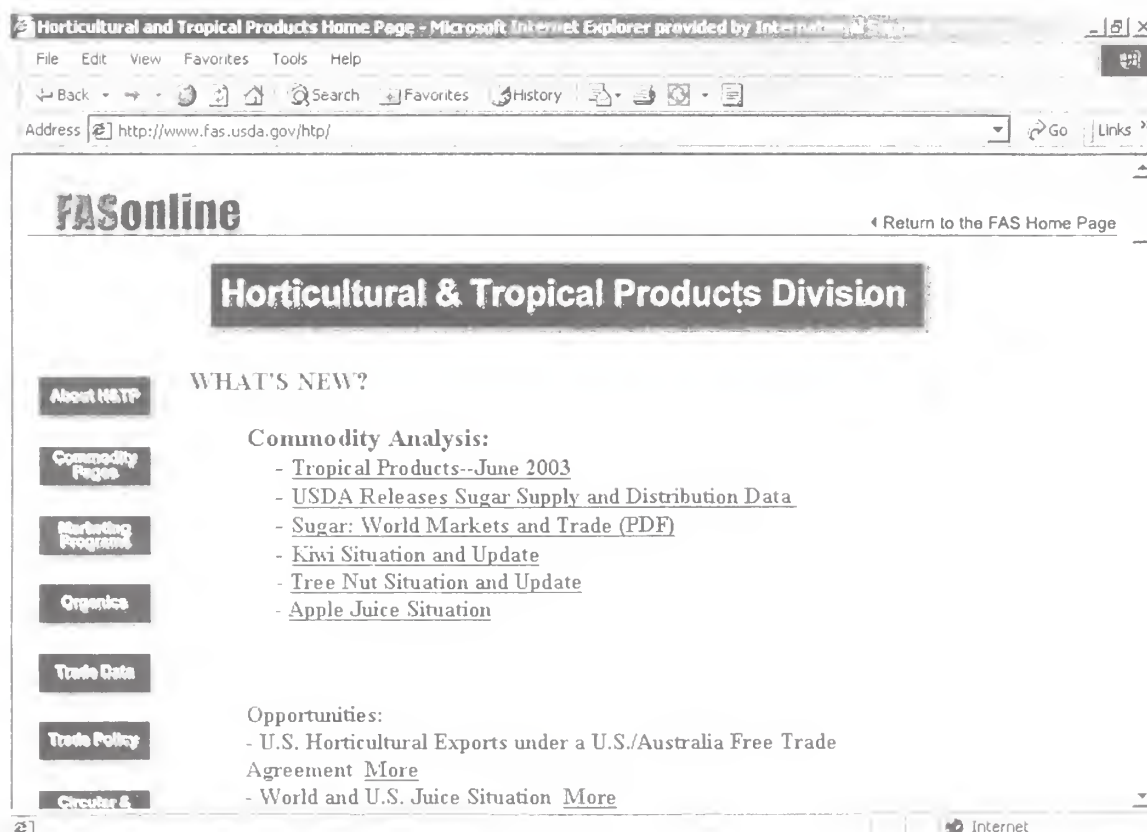 Horticultural and Tropical Products Home Page - Microsoft Internet Explorer provided by
File Edit View Favorites Tools Help
Back Search Favorites History
Address http://www.fas.usda.gov/htp/ Go Links
FASonline
Return to the FAS Home Page
Horticultural & Tropical Products Division
About H&TP
Commodity
Pages
Marketing
Programs
Organics
Trade Data
Trade Policy
Circular &
WHAT'S NEW?
Commodity Analysis:
- Tropical Products--June 2003
- USDA Releases Sugar Supply and Distribution Data
- Sugar: World Markets and Trade (PDF)
- Kiwi Situation and Update
- Tree Nut Situation and Update
- Apple Juice Situation
Opportunities:
- U.S. Horticultural Exports under a U.S./Australia Free Trade
Agreement More
- World and U.S. Juice Situation More
Internet